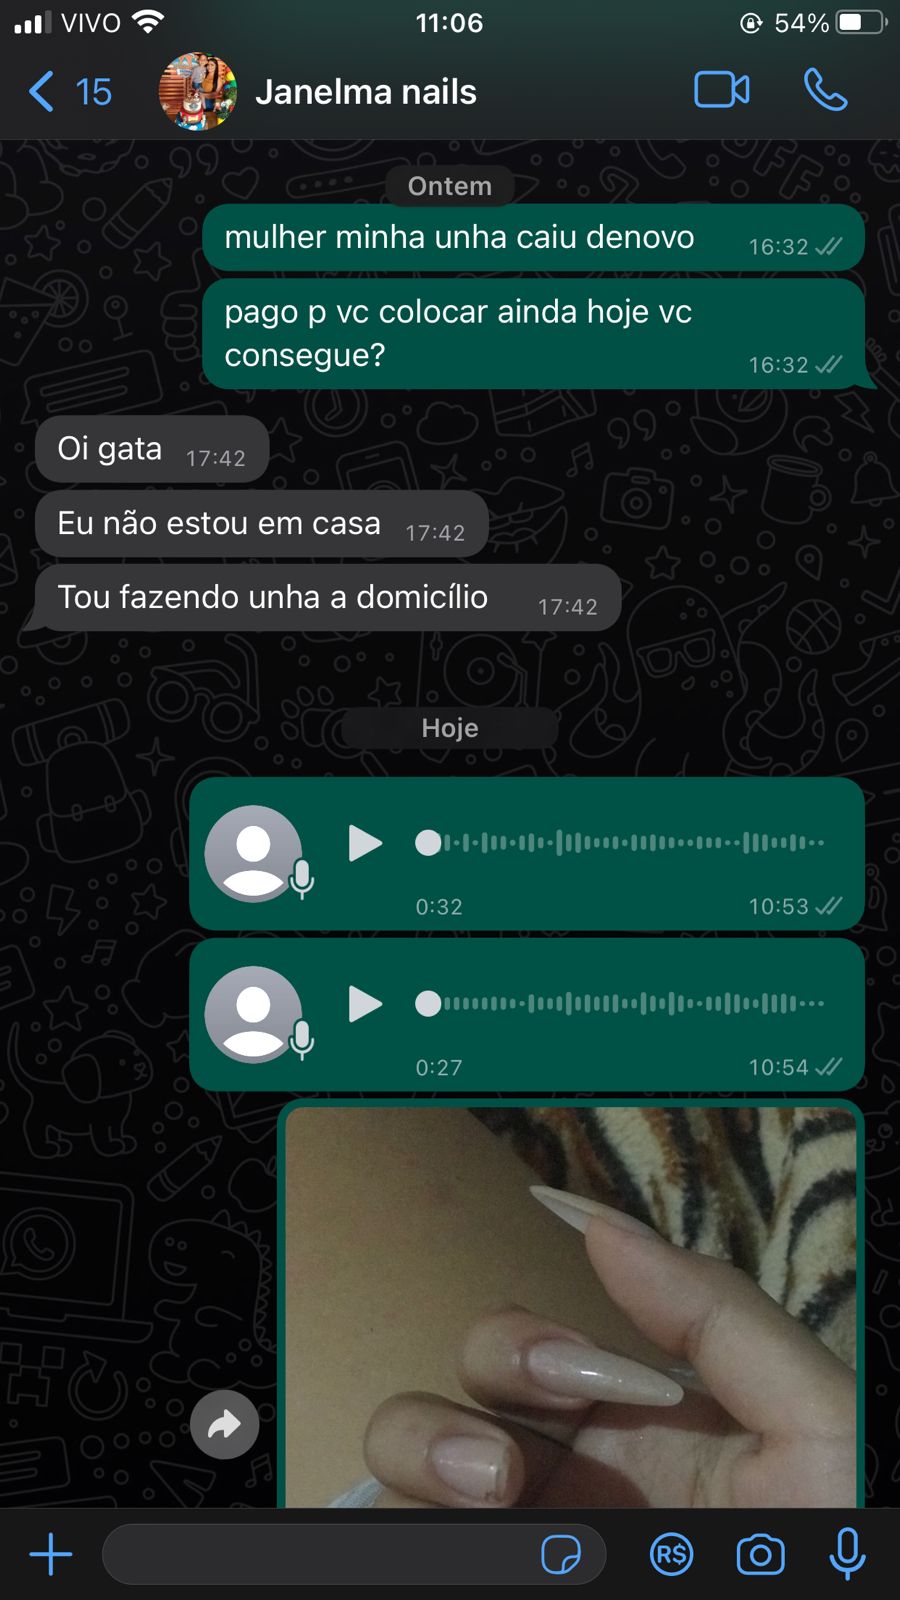 VIVO 11:06 54%
15 Janelma nails
Ontem
mulher minha unha caiu denovo 16:32
pago p vc colocar ainda hoje vc
consegue? 16:32
Oi gata 17:42
Eu não estou em casa 17:42
Tou fazendo unha a domicílio 17:42
Hoje
0:32 10:53
0:27 10:54
R$